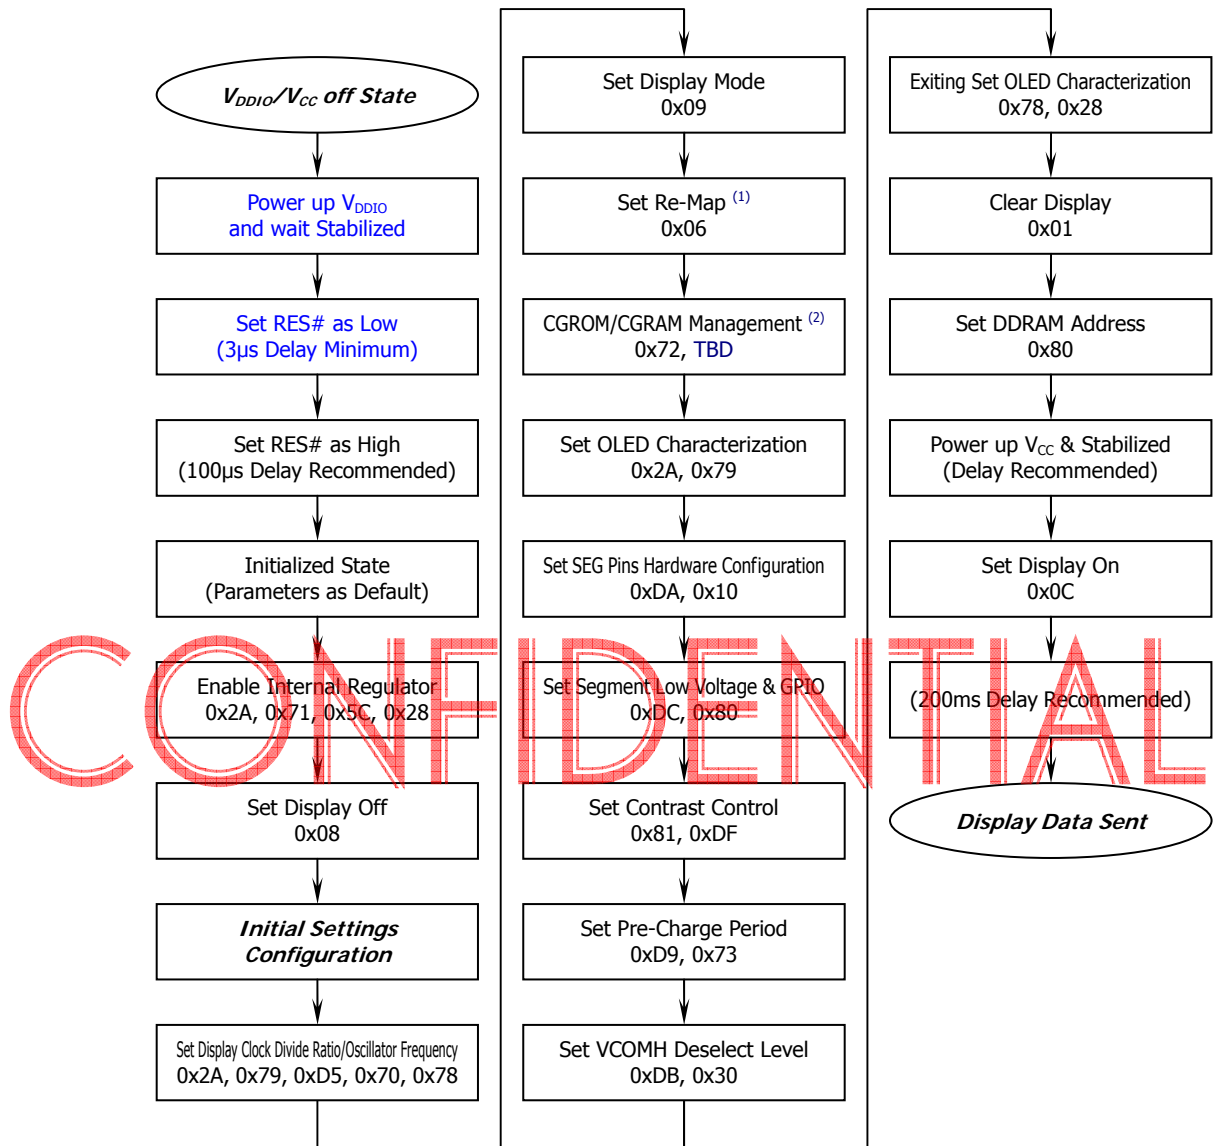 V_DDIO/V_CC off State
Power up V_DDIO
and wait Stabilized
Set RES# as Low
(3µs Delay Minimum)
Set RES# as High
(100µs Delay Recommended)
Initialized State
(Parameters as Default)
Enable Internal Regulator
0x2A, 0x71, 0x5C, 0x28
Set Display Off
0x08
Initial Settings
Configuration
Set Display Clock Divide Ratio/Oscillator Frequency
0x2A, 0x79, 0xD5, 0x70, 0x78
Set Display Mode
0x09
Set Re-Map (1)
0x06
CGROM/CGRAM Management (2)
0x72, TBD
Set OLED Characterization
0x2A, 0x79
Set SEG Pins Hardware Configuration
0xDA, 0x10
Set Segment Low Voltage & GPIO
0xDC, 0x80
Set Contrast Control
0x81, 0xDF
Set Pre-Charge Period
0xD9, 0x73
Set VCOMH Deselect Level
0xDB, 0x30
Exiting Set OLED Characterization
0x78, 0x28
Clear Display
0x01
Set DDRAM Address
0x80
Power up V_CC & Stabilized
(Delay Recommended)
Set Display On
0x0C
(200ms Delay Recommended)
Display Data Sent
CONFIDENTIAL